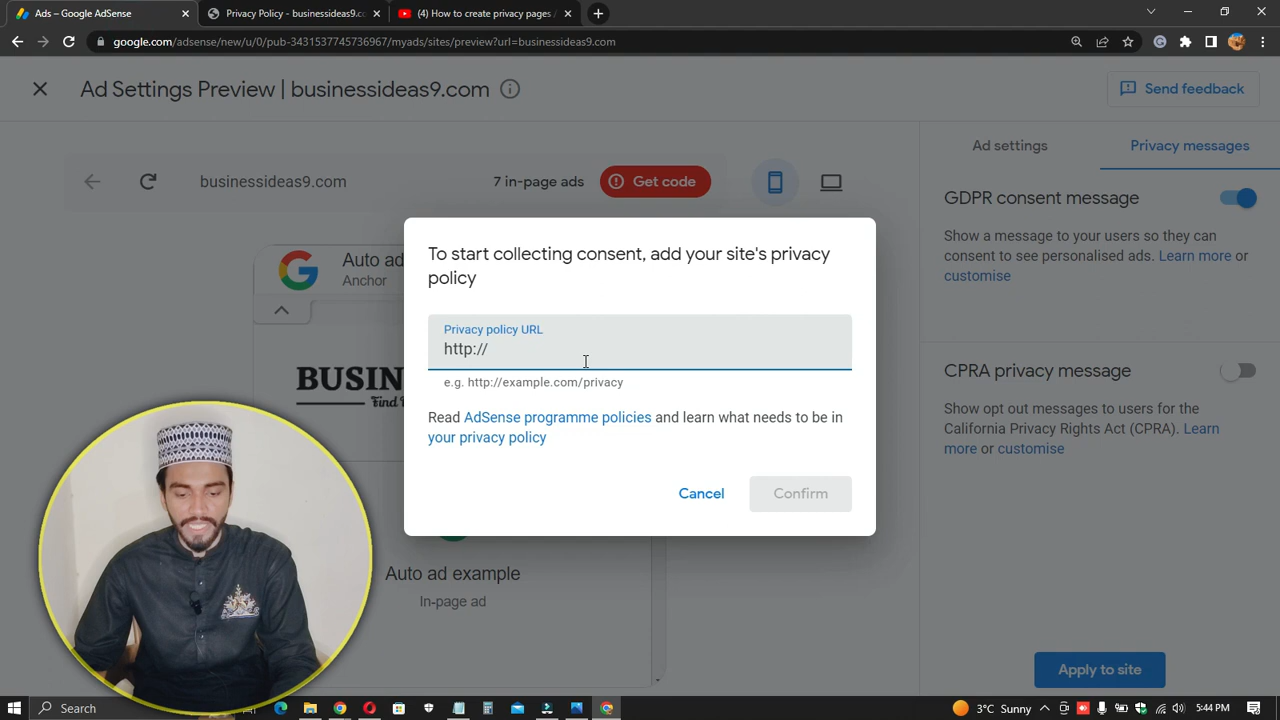 Ads – Google AdSense
Privacy Policy - businessideas9.c
(4) How to create privacy pages /
google.com/adsense/new/u/0/pub-3431537745736967/myads/sites/preview?url=businessideas9.com
Ad Settings Preview | businessideas9.com
Send feedback
businessideas9.com
7 in-page ads
Get code
Ad settings
Privacy messages
GDPR consent message
Show a message to your users so they can
consent to see personalised ads. Learn more or
customise
CPRA privacy message
Show opt out messages to users for the
California Privacy Rights Act (CPRA). Learn
more or customise
Apply to site
Auto ad
Anchor
BUSIN
Find
To start collecting consent, add your site's privacy
policy
Privacy policy URL
http://
e.g. http://example.com/privacy
Read AdSense programme policies and learn what needs to be in
your privacy policy
Cancel
Confirm
Auto ad example
In-page ad
Search
3°C Sunny
5:44 PM